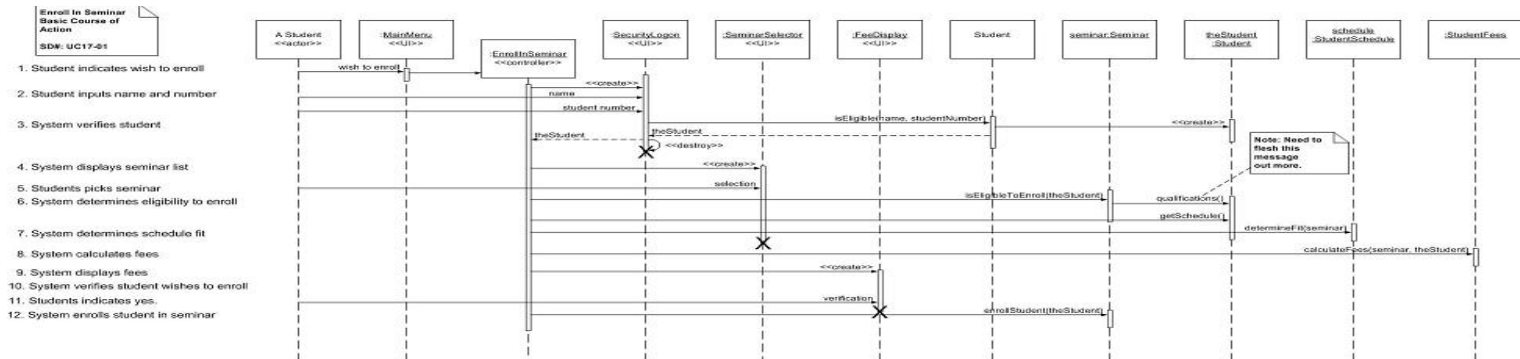 Enroll In Seminar
Basic Course of
Action
SD#: UC17-01
A Student
<<actor>>
:MainMenu
<<UI>>
:EnrollInSeminar
<<controller>>
:SecurityLogon
<<UI>>
:SeminarSelector
<<UI>>
:FeeDisplay
<<UI>>
Student
seminar:Seminar
theStudent
:Student
schedule
:StudentSchedule
:StudentFees
1. Student indicates wish to enroll
wish to enroll
<<create>>
2. Student inputs name and number
name
student number
3. System verifies student
isEligible(name, studentNumber)
<<create>>
theStudent
theStudent
<<destroy>>
Note: Need to
flesh this
message
out more.
4. System displays seminar list
<<create>>
5. Students picks seminar
selection
6. System determines eligibility to enroll
isEligibleToEnroll(theStudent)
qualifications()
getSchedule()
7. System determines schedule fit
determineFit(seminar)
8. System calculates fees
calculateFees(seminar, theStudent)
9. System displays fees
<<create>>
10. System verifies student wishes to enroll
11. Students indicates yes.
verification
12. System enrolls student in seminar
enrollStudent(theStudent)